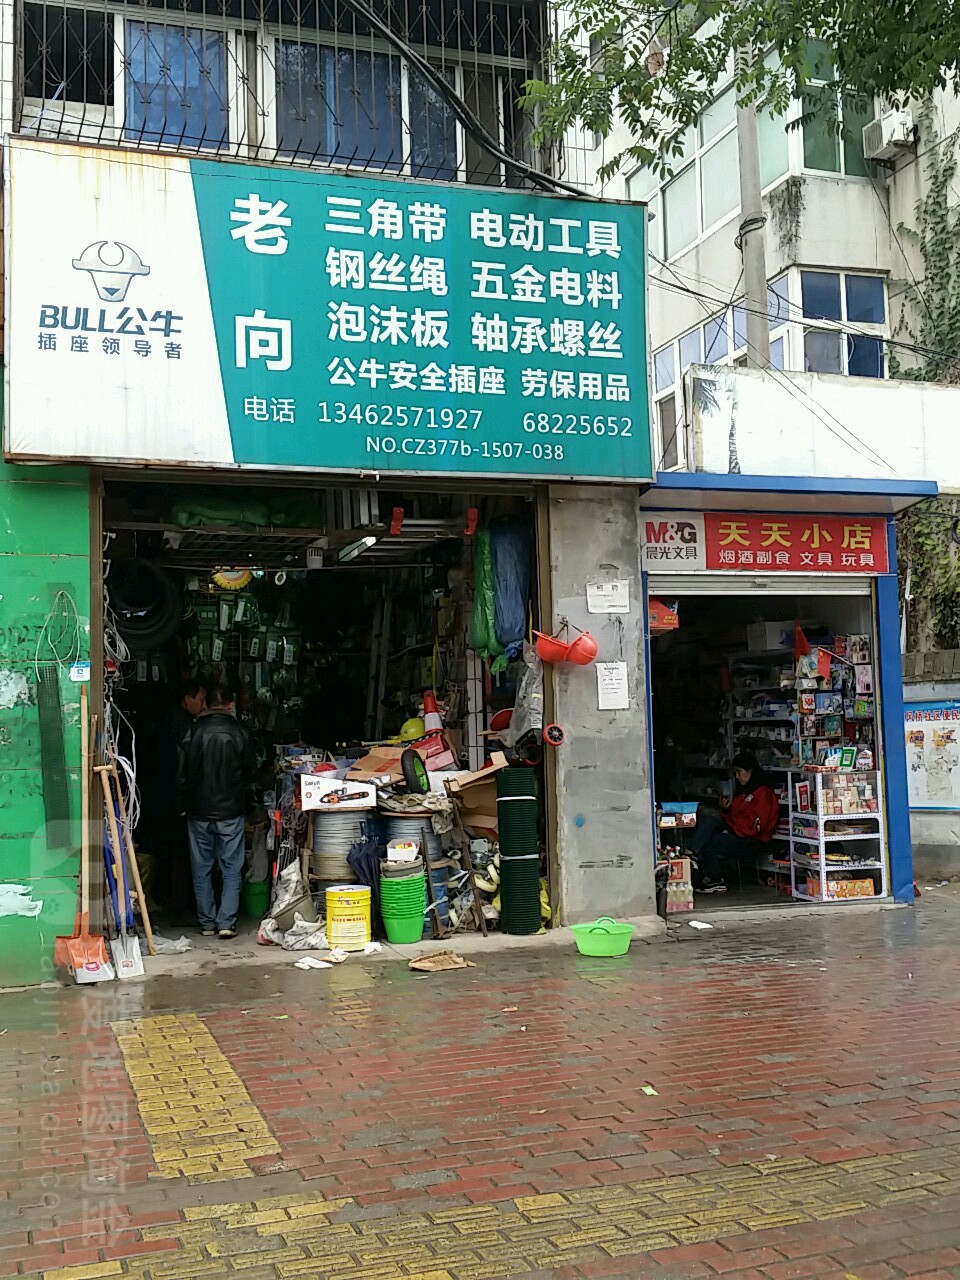 BULL公牛
插座领导者
老向
三角带 电动工具
钢丝绳 五金电料
泡沫板 轴承螺丝
公牛安全插座 劳保用品
电话 13462571927 68225652
NO.CZ377b-1507-038
M&G
晨光文具
天天小店
烟酒副食 文具 玩具